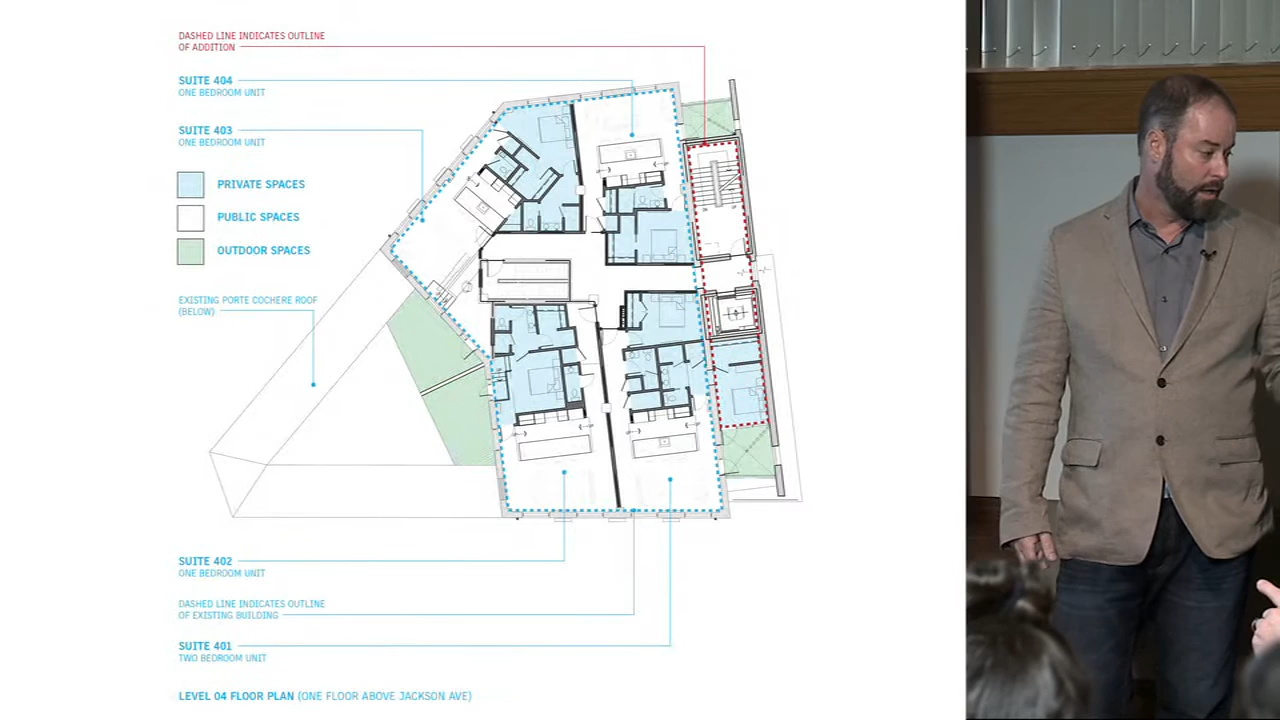 DASHED LINE INDICATES OUTLINE
OF ADDITION
SUITE 404
ONE BEDROOM UNIT
SUITE 403
ONE BEDROOM UNIT
PRIVATE SPACES
PUBLIC SPACES
OUTDOOR SPACES
EXISTING PORTE COCHERE ROOF
(BELOW)
SUITE 402
ONE BEDROOM UNIT
DASHED LINE INDICATES OUTLINE
OF EXISTING BUILDING
SUITE 401
TWO BEDROOM UNIT
LEVEL 04 FLOOR PLAN (ONE FLOOR ABOVE JACKSON AVE)